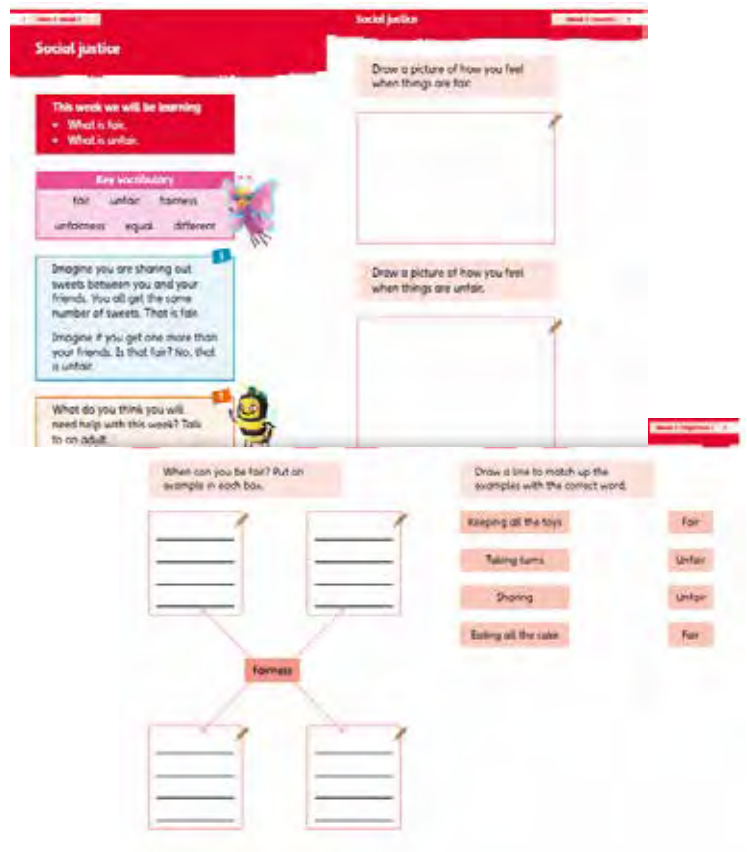 Social justice
Social justice
This week we will be learning
• What is fair.
• What is unfair.
Key vocabulary
fair unfair fairness
unfairness equal different
1
Imagine you are sharing out
sweets between you and your
friends. You all get the same
number of sweets. That is fair.
Imagine if you get one more than
your friends. Is that fair? No, that
is unfair.
What do you think you will
need help with this week? Talk
to an adult.
Draw a picture of how you feel
when things are fair.
Draw a picture of how you feel
when things are unfair.
When can you be fair? Put an
example in each box.
Fairness
Draw a line to match up the
examples with the correct word.
Keeping all the toys Fair
Taking turns Unfair
Sharing Unfair
Eating all the cake Fair